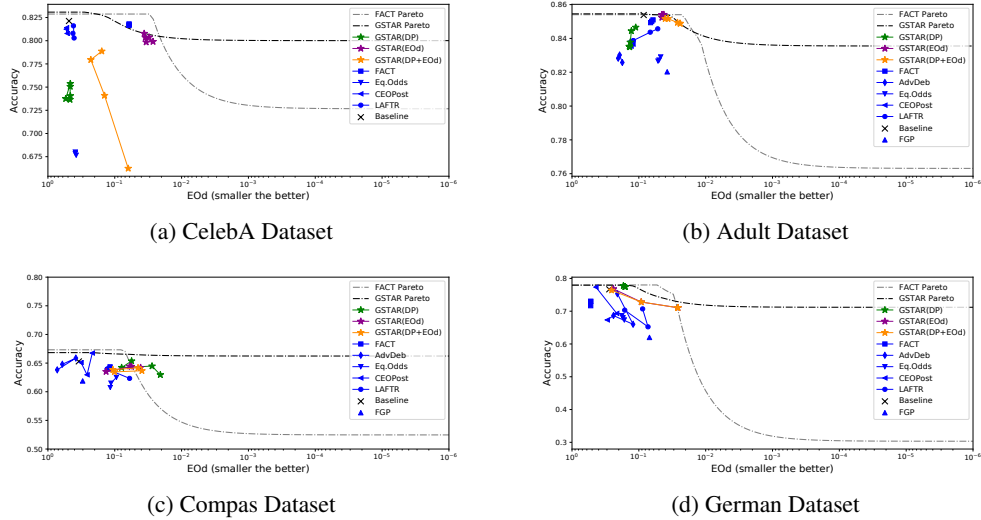 0.825
0.800
0.775
0.750
0.725
0.700
0.675
Accuracy
10⁰
10⁻¹
10⁻²
10⁻³
10⁻⁴
10⁻⁵
10⁻⁶
EOd (smaller the better)
FACT Pareto
GSTAR Pareto
GSTAR(DP)
GSTAR(EOd)
GSTAR(DP+EOd)
FACT
Eq.Odds
CEOPost
LAFTR
Baseline
(a) CelebA Dataset
0.86
0.84
0.82
0.80
0.78
0.76
Accuracy
10⁰
10⁻¹
10⁻²
10⁻³
10⁻⁴
10⁻⁵
10⁻⁶
EOd (smaller the better)
FACT Pareto
GSTAR Pareto
GSTAR(DP)
GSTAR(EOd)
GSTAR(DP+EOd)
FACT
AdvDeb
Eq.Odds
CEOPost
LAFTR
Baseline
FGP
(b) Adult Dataset
0.80
0.75
0.70
0.65
0.60
0.55
0.50
Accuracy
10⁰
10⁻¹
10⁻²
10⁻³
10⁻⁴
10⁻⁵
10⁻⁶
EOd (smaller the better)
FACT Pareto
GSTAR Pareto
GSTAR(DP)
GSTAR(EOd)
GSTAR(DP+EOd)
FACT
AdvDeb
Eq.Odds
CEOPost
LAFTR
Baseline
FGP
(c) Compas Dataset
0.8
0.7
0.6
0.5
0.4
0.3
Accuracy
10⁰
10⁻¹
10⁻²
10⁻³
10⁻⁴
10⁻⁵
10⁻⁶
EOd (smaller the better)
FACT Pareto
GSTAR Pareto
GSTAR(DP)
GSTAR(EOd)
GSTAR(DP+EOd)
FACT
AdvDeb
Eq.Odds
CEOPost
LAFTR
Baseline
FGP
(d) German Dataset